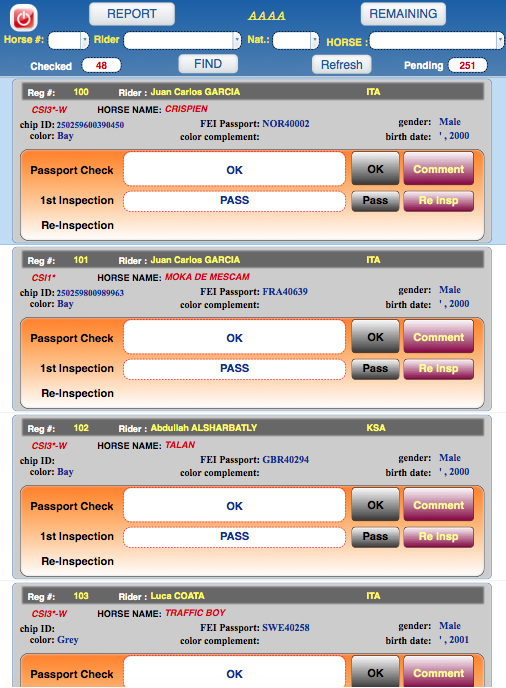 REPORT AAAA REMAINING
Horse #: Rider Nat.: HORSE :
Checked 48 FIND Refresh Pending 251
Reg #: 100 Rider : Juan Carlos GARCIA ITA
CSI3*-W HORSE NAME: CRISPIEN
chip ID: 250259600390450 FEI Passport: NOR40002 gender: Male
color: Bay color complement: birth date: ' , 2000
Passport Check OK OK Comment
1st Inspection PASS Pass Re Insp
Re-Inspection
Reg #: 101 Rider : Juan Carlos GARCIA ITA
CSI1* HORSE NAME: MOKA DE MESCAM
chip ID: 250259800989963 FEI Passport: FRA40639 gender: Male
color: Bay color complement: birth date: ' , 2000
Passport Check OK OK Comment
1st Inspection PASS Pass Re Insp
Re-Inspection
Reg #: 102 Rider : Abdullah ALSHARBATLY KSA
CSI3*-W HORSE NAME: TALAN
chip ID: FEI Passport: GBR40294 gender: Male
color: Bay color complement: birth date: ' , 2000
Passport Check OK OK Comment
1st Inspection PASS Pass Re Insp
Re-Inspection
Reg #: 103 Rider : Luca COATA ITA
CSI3*-W HORSE NAME: TRAFFIC BOY
chip ID: FEI Passport: SWE40258 gender: Male
color: Grey color complement: birth date: ' , 2001
Passport Check OK OK Comment